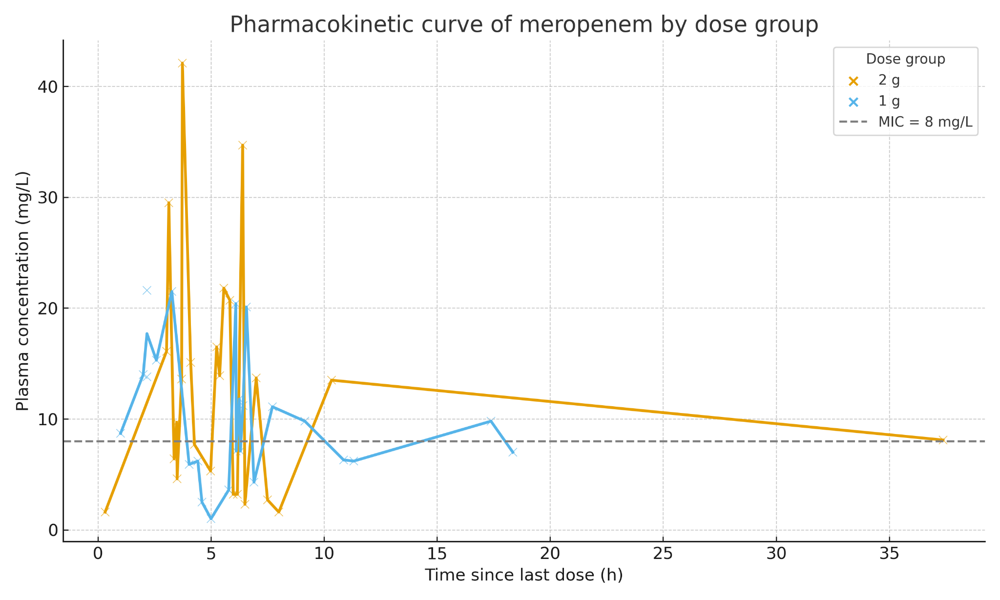 Pharmacokinetic curve of meropenem by dose group
Dose group
2 g
1 g
MIC = 8 mg/L
Plasma concentration (mg/L)
40
30
20
10
0
0 5 10 15 20 25 30 35
Time since last dose (h)